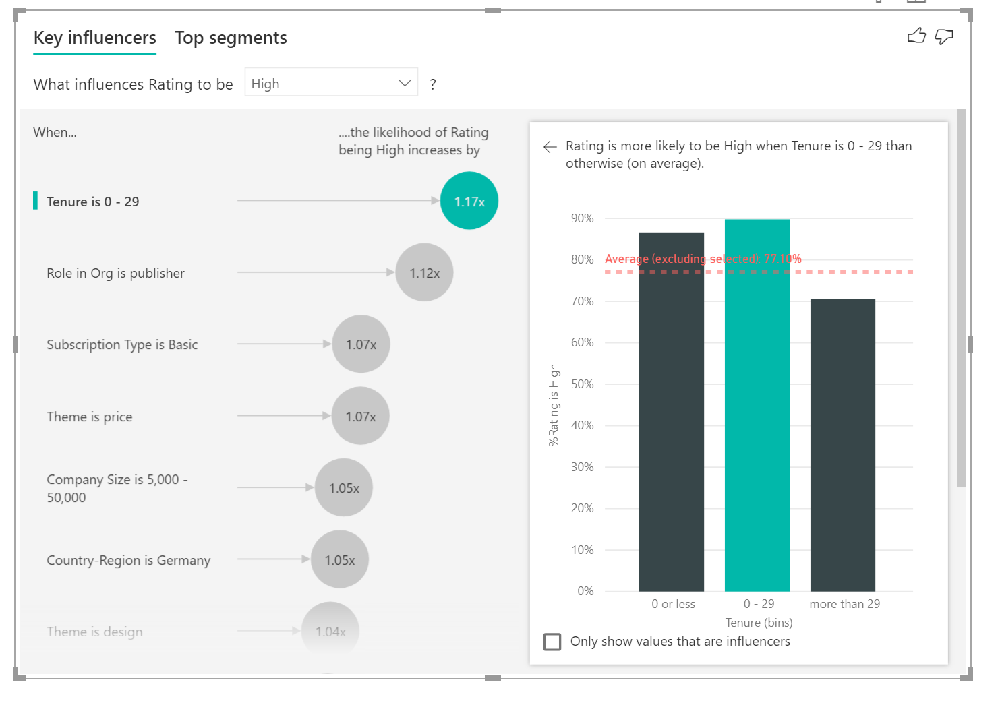 Key influencers   Top segments
What influences Rating to be   High   ?
When...
....the likelihood of Rating
being High increases by
Tenure is 0 - 29
1.17x
Role in Org is publisher
1.12x
Subscription Type is Basic
1.07x
Theme is price
1.07x
Company Size is 5,000 -
50,000
1.05x
Country-Region is Germany
1.05x
Theme is design
1.04x
Rating is more likely to be High when Tenure is 0 - 29 than
otherwise (on average).
90%
80%
70%
60%
50%
40%
30%
20%
10%
0%
Average (excluding selected): 77.10%
%Rating is High
0 or less   0 - 29   more than 29
Tenure (bins)
Only show values that are influencers